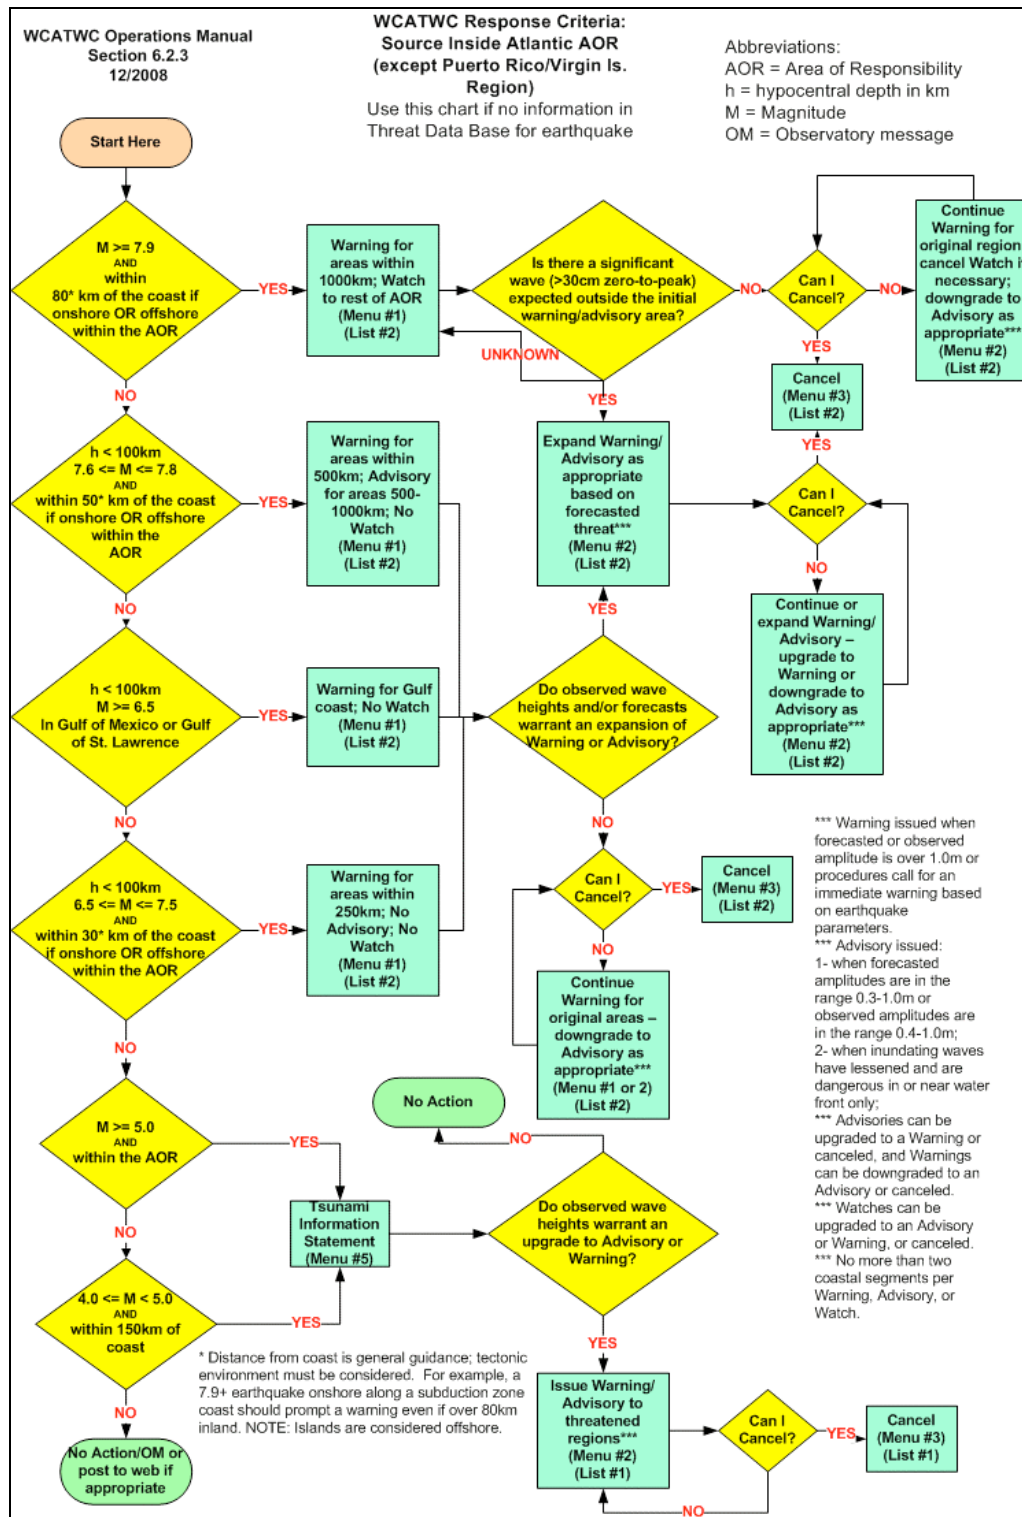 WCATWC Operations Manual
Section 6.2.3
12/2008
WCATWC Response Criteria:
Source Inside Atlantic AOR
(except Puerto Rico/Virgin Is.
Region)
Use this chart if no information in
Threat Data Base for earthquake
Abbreviations:
AOR = Area of Responsibility
h = hypocentral depth in km
M = Magnitude
OM = Observatory message
Start Here
M >= 7.9
AND
within
80* km of the coast if
onshore OR offshore
within the AOR
YES
Warning for
areas within
1000km; Watch
to rest of AOR
(Menu #1)
(List #2)
Is there a significant
wave (>30cm zero-to-peak)
expected outside the initial
warning/advisory area?
NO
Can I
Cancel?
NO
Continue
Warning for
original region;
cancel Watch if
necessary;
downgrade to
Advisory as
appropriate***
(Menu #2)
(List #2)
UNKNOWN
YES
YES
Cancel
(Menu #3)
(List #2)
NO
h < 100km
7.6 <= M <= 7.8
AND
within 50* km of the coast
if onshore OR offshore
within the
AOR
YES
Warning for
areas within
500km; Advisory
for areas 500-
1000km; No
Watch
(Menu #1)
(List #2)
Expand Warning/
Advisory as
appropriate
based on
forecasted
threat***
(Menu #2)
(List #2)
YES
Can I
Cancel?
NO
Continue or
expand Warning/
Advisory –
upgrade to
Warning or
downgrade to
Advisory as
appropriate***
(Menu #2)
(List #2)
NO
YES
h < 100km
M >= 6.5
In Gulf of Mexico or Gulf
of St. Lawrence
YES
Warning for Gulf
coast; No Watch
(Menu #1)
(List #2)
Do observed wave
heights and/or forecasts
warrant an expansion of
Warning or Advisory?
NO
NO
h < 100km
6.5 <= M <= 7.5
AND
within 30* km of the coast
if onshore OR offshore
within the AOR
YES
Warning for
areas within
250km; No
Advisory; No
Watch
(Menu #1)
(List #2)
Can I
Cancel?
YES
Cancel
(Menu #3)
(List #2)
NO
Continue
Warning for
original areas –
downgrade to
Advisory as
appropriate***
(Menu #1 or 2)
(List #2)
*** Warning issued when
forecasted or observed
amplitude is over 1.0m or
procedures call for an
immediate warning based
on earthquake
parameters.
*** Advisory issued:
1- when forecasted
amplitudes are in the
range 0.3-1.0m or
observed amplitudes are
in the range 0.4-1.0m;
2- when inundating waves
have lessened and are
dangerous in or near water
front only;
*** Advisories can be
upgraded to a Warning or
canceled, and Warnings
can be downgraded to an
Advisory or canceled.
*** Watches can be
upgraded to an Advisory
or Warning, or canceled.
*** No more than two
coastal segments per
Warning, Advisory, or
Watch.
NO
M >= 5.0
AND
within the AOR
YES
No Action
NO
Tsunami
Information
Statement
(Menu #5)
Do observed wave
heights warrant an
upgrade to Advisory or
Warning?
NO
4.0 <= M < 5.0
AND
within 150km of
coast
YES
YES
* Distance from coast is general guidance; tectonic
environment must be considered. For example, a
7.9+ earthquake onshore along a subduction zone
coast should prompt a warning even if over 80km
inland. NOTE: Islands are considered offshore.
Issue Warning/
Advisory to
threatened
regions***
(Menu #2)
(List #1)
Can I
Cancel?
YES
Cancel
(Menu #3)
(List #1)
NO
NO
No Action/OM or
post to web if
appropriate